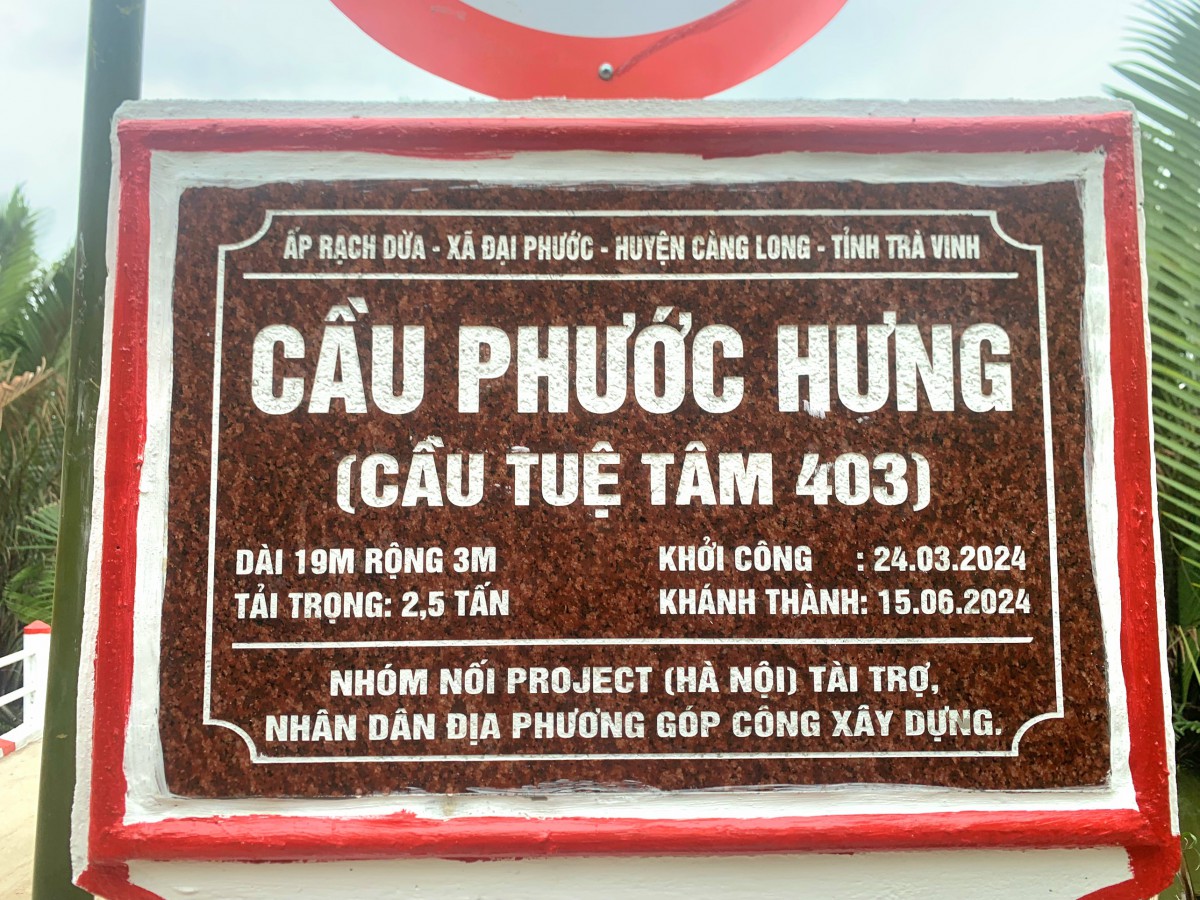 ẤP RẠCH DỪA - XÃ ĐẠI PHƯỚC - HUYỆN CÀNG LONG - TỈNH TRÀ VINH
CẦU PHƯỚC HƯNG
(CẦU TUỆ TÂM 403)
DÀI 19M RỘNG 3M KHỞI CÔNG : 24.03.2024
TẢI TRỌNG: 2,5 TẤN KHÁNH THÀNH: 15.06.2024
NHÓM NỐI PROJECT (HÀ NỘI) TÀI TRỢ,
NHÂN DÂN ĐỊA PHƯƠNG GÓP CÔNG XÂY DỰNG.